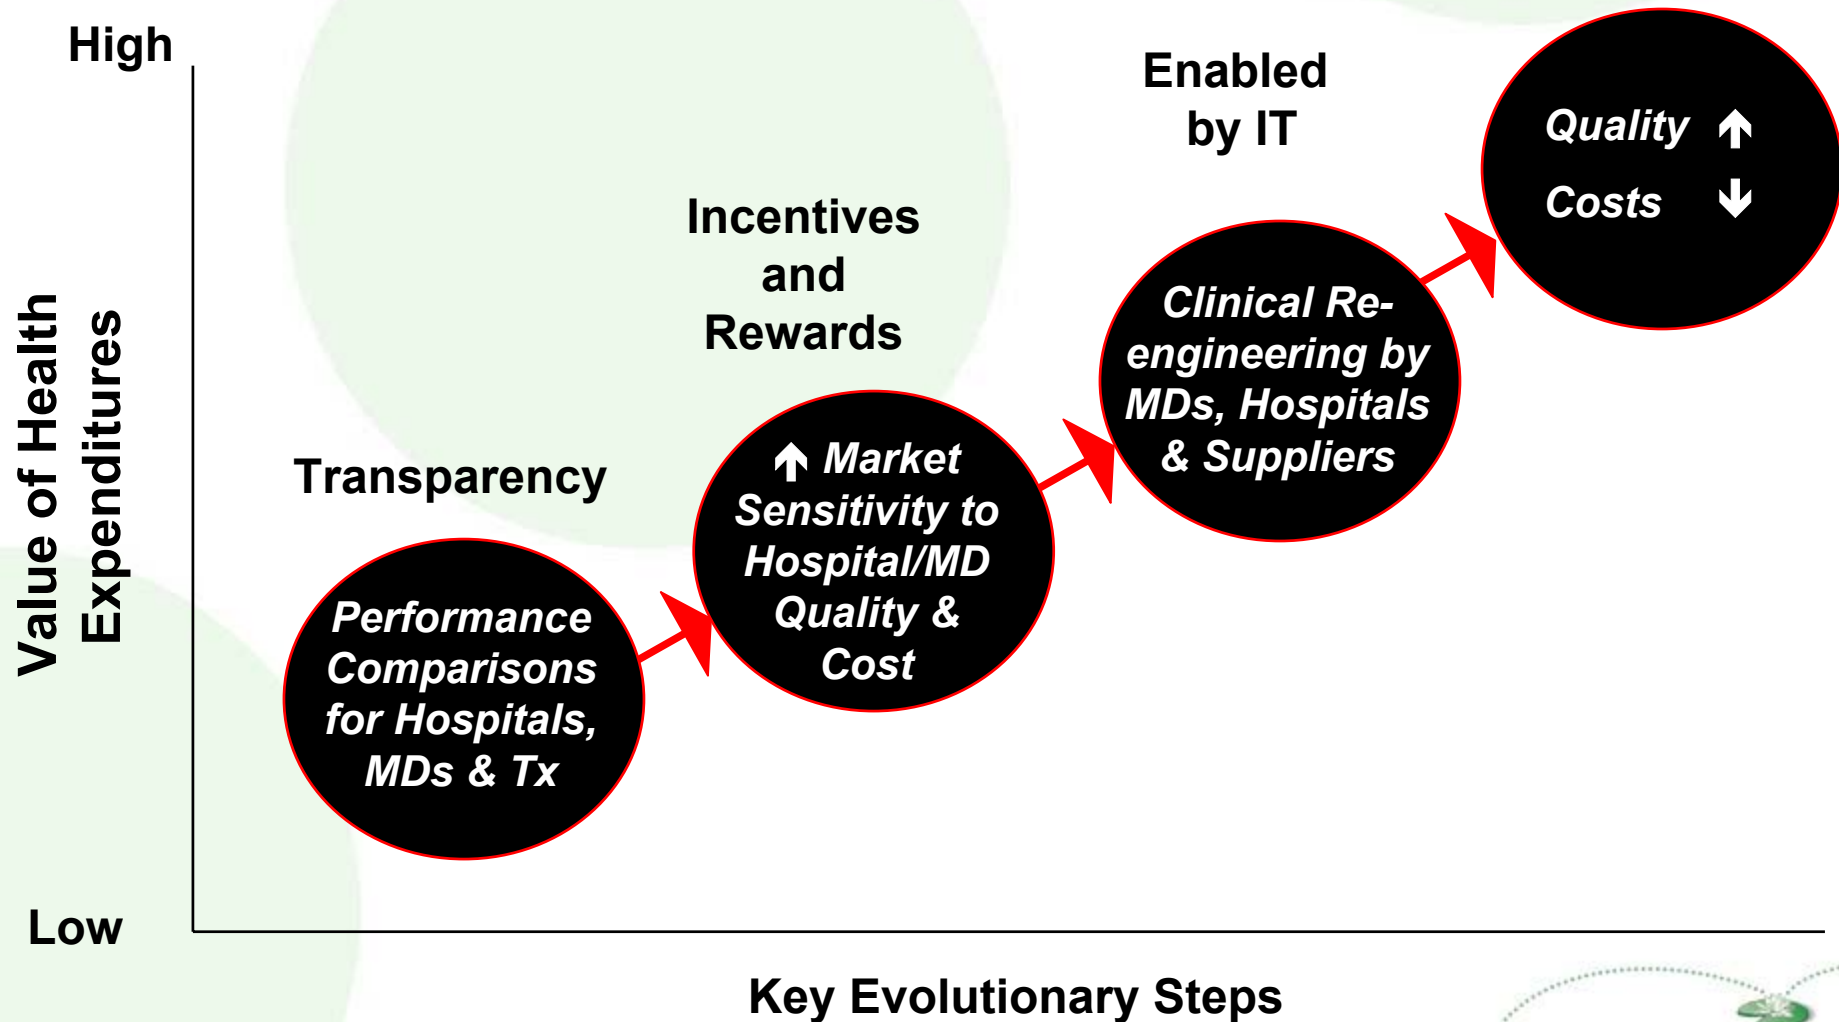 High
Value of Health
Expenditures
Low
Transparency
Performance
Comparisons
for Hospitals,
MDs & Tx
Incentives
and
Rewards
↑ Market
Sensitivity to
Hospital/MD
Quality &
Cost
Enabled
by IT
Clinical Re-
engineering by
MDs, Hospitals
& Suppliers
Quality ↑
Costs ↓
Key Evolutionary Steps